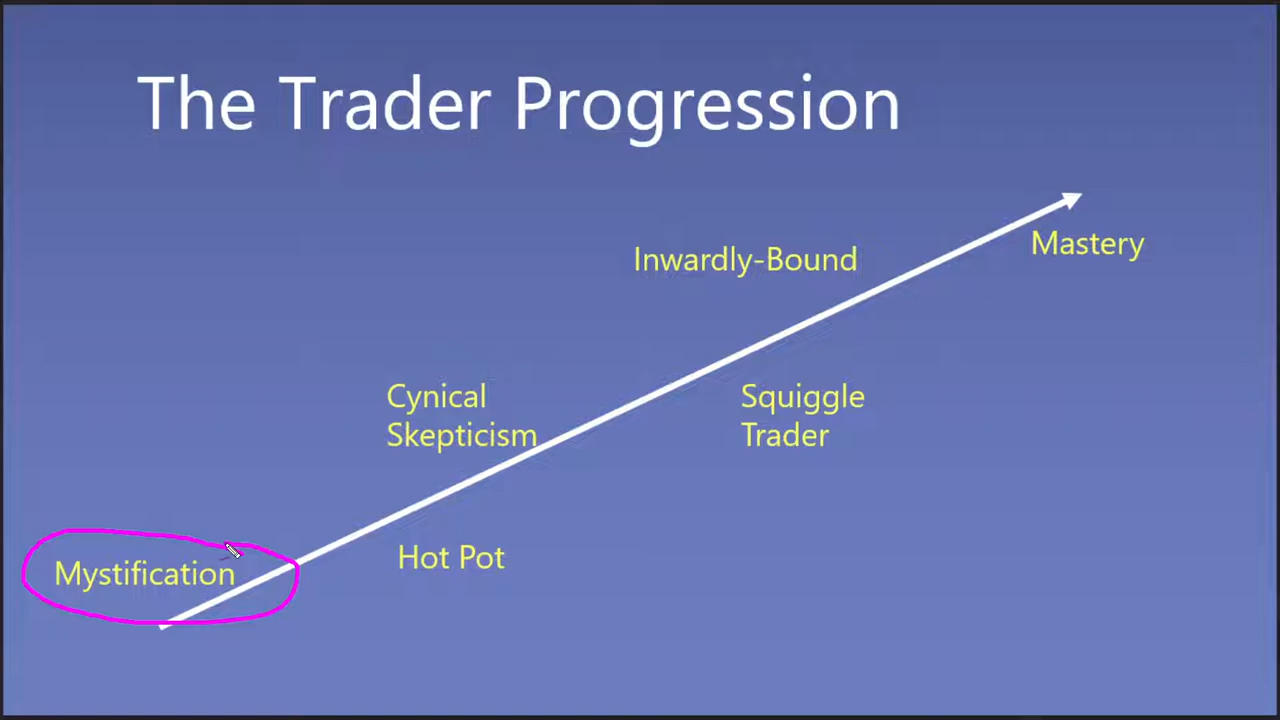 The Trader Progression
Mastery
Inwardly-Bound
Cynical
Skepticism
Squiggle
Trader
Hot Pot
Mystification